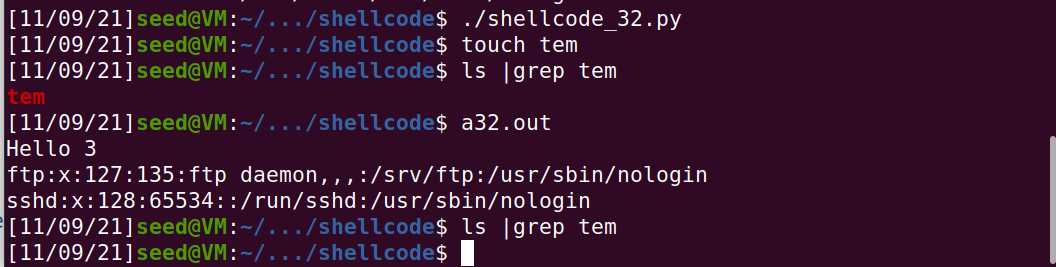 [11/09/21]seed@VM:~/.../shellcode$ ./shellcode_32.py
[11/09/21]seed@VM:~/.../shellcode$ touch tem
[11/09/21]seed@VM:~/.../shellcode$ ls |grep tem
tem
[11/09/21]seed@VM:~/.../shellcode$ a32.out
Hello 3
ftp:x:127:135:ftp daemon,,,:/srv/ftp:/usr/sbin/nologin
sshd:x:128:65534::/run/sshd:/usr/sbin/nologin
[11/09/21]seed@VM:~/.../shellcode$ ls |grep tem
[11/09/21]seed@VM:~/.../shellcode$